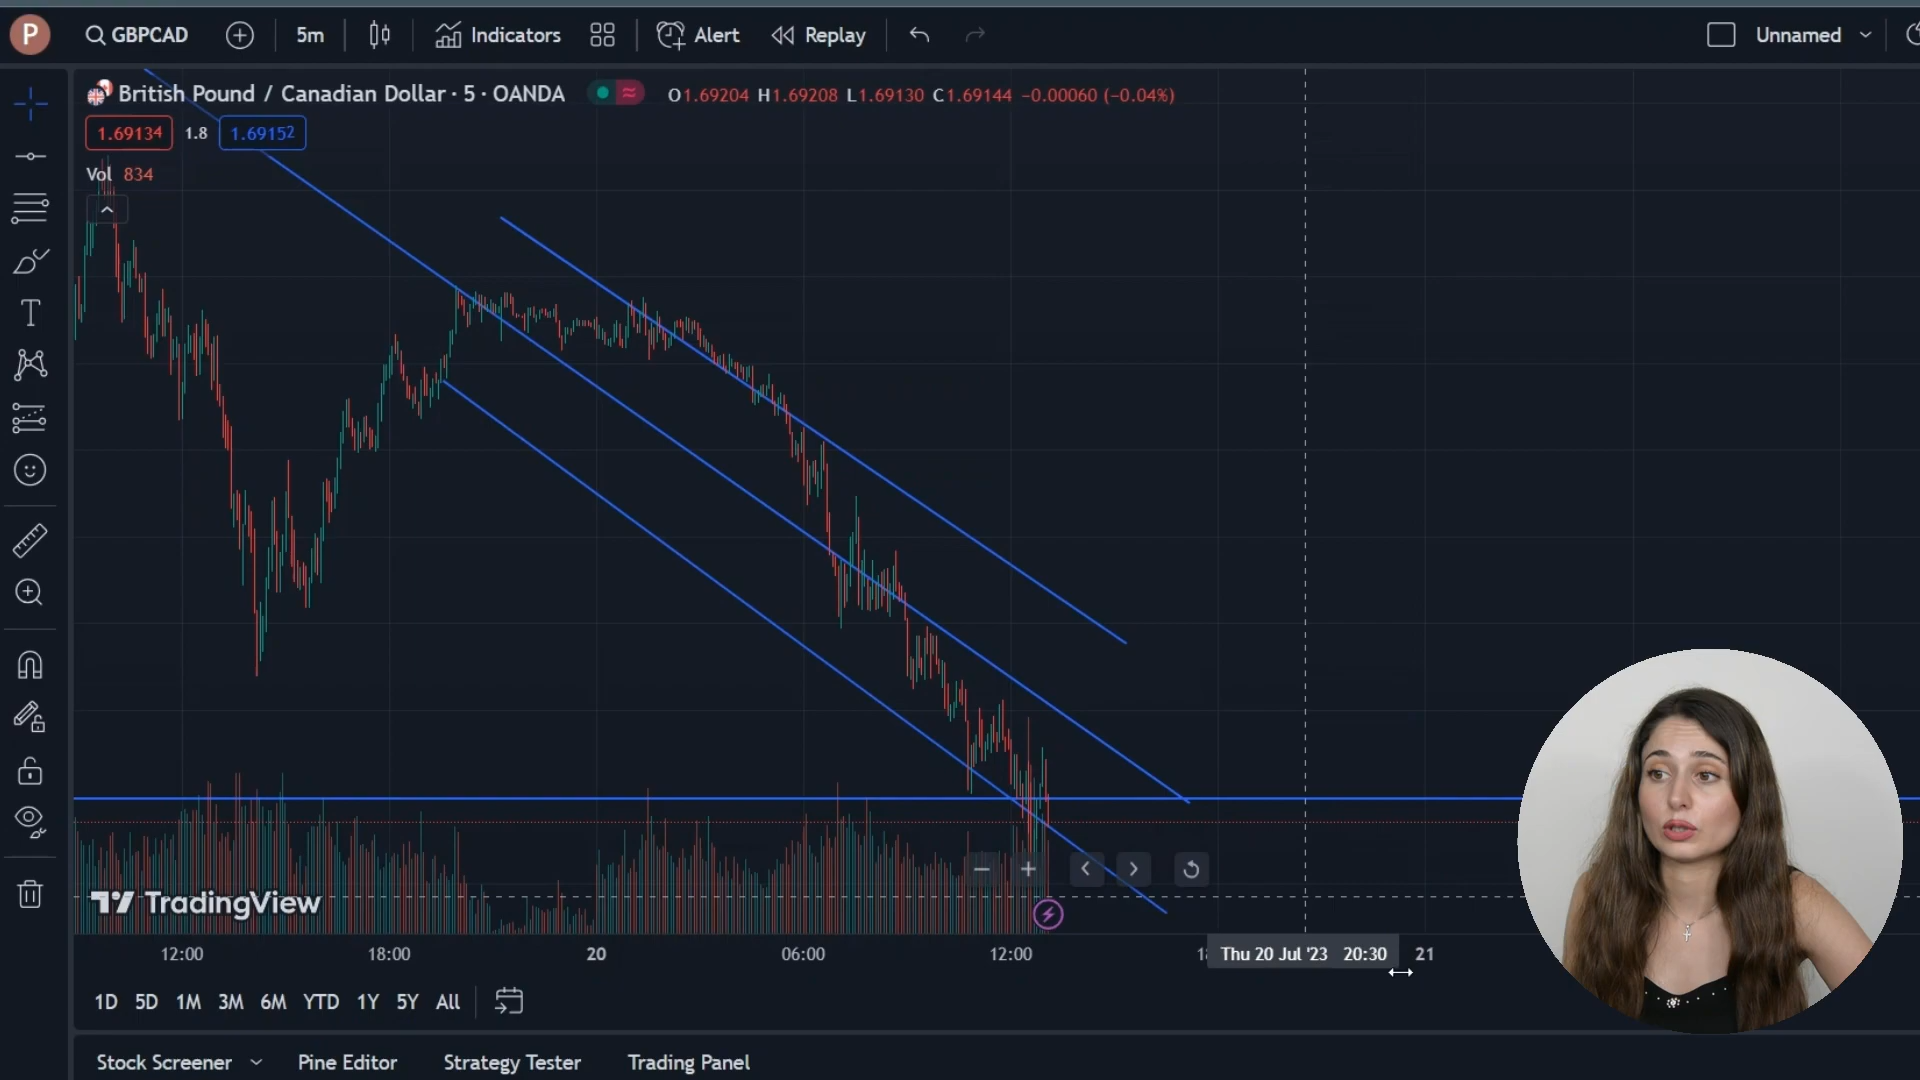 P GBPCAD 5m Indicators Alert Replay Unnamed
British Pound / Canadian Dollar · 5 · OANDA O1.69204 H1.69208 L1.69130 C1.69144 −0.00060 (−0.04%)
1.69134 1.8 1.69152
Vol 834
TradingView
12:00 18:00 20 06:00 12:00 Thu 20 Jul '23 20:30 21
1D 5D 1M 3M 6M YTD 1Y 5Y All
Stock Screener Pine Editor Strategy Tester Trading Panel